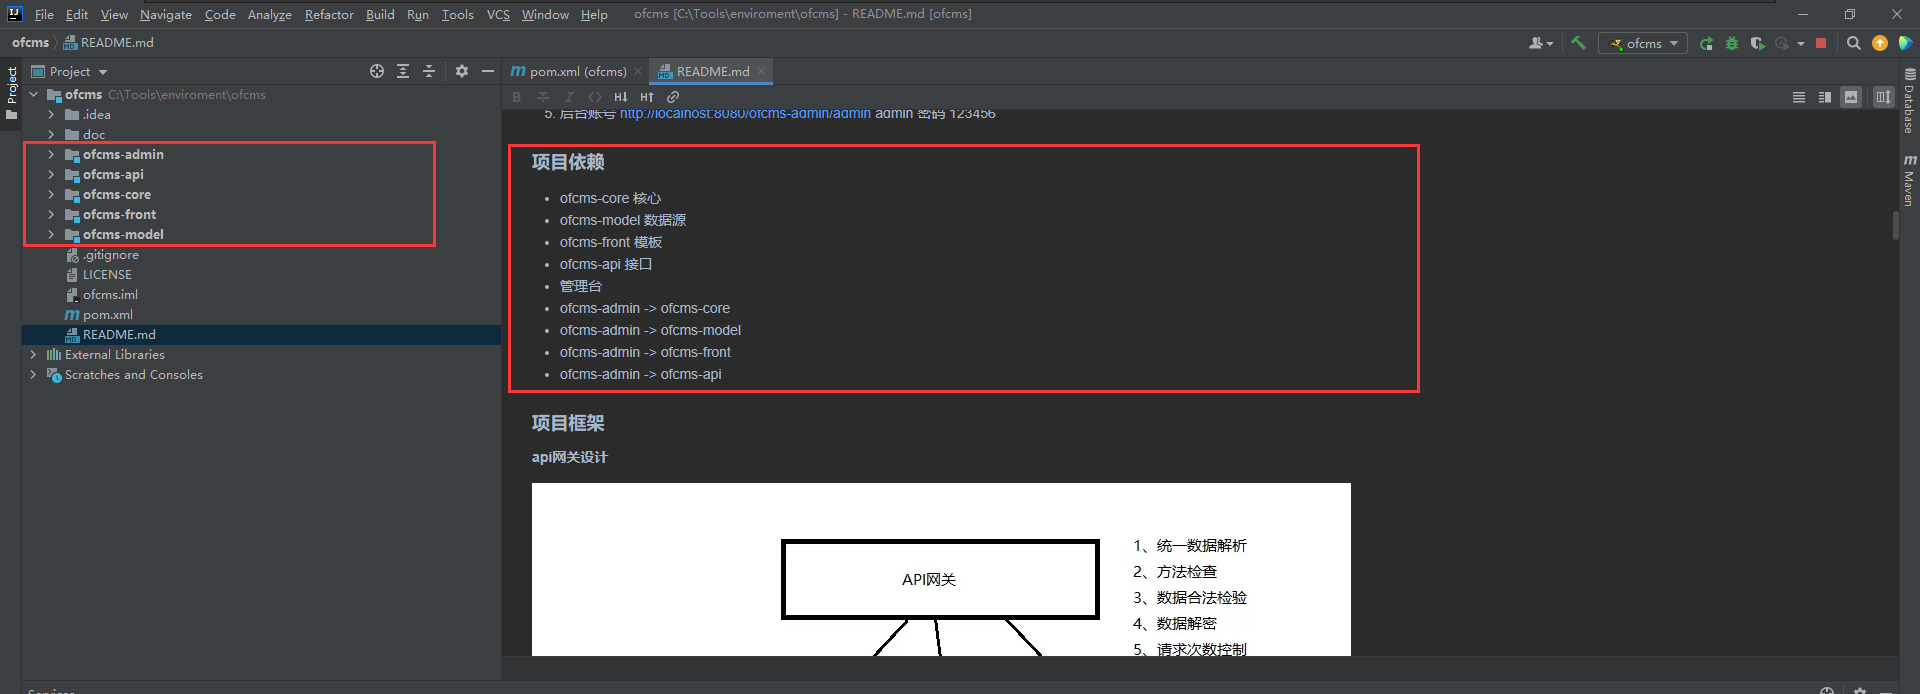 File Edit View Navigate Code Analyze Refactor Build Run Tools VCS Window Help ofcms [C:\Tools\enviroment\ofcms] - README.md [ofcms]
ofcms README.md
ofcms
Project
Project
pom.xml (ofcms) README.md
ofcms C:\Tools\enviroment\ofcms
.idea
doc
ofcms-admin
ofcms-api
ofcms-core
ofcms-front
ofcms-model
.gitignore
LICENSE
ofcms.iml
pom.xml
README.md
External Libraries
Scratches and Consoles
5. 后台账号 http://localhost:8080/ofcms-admin/admin admin 密码 123456
项目依赖
• ofcms-core 核心
• ofcms-model 数据源
• ofcms-front 模板
• ofcms-api 接口
• 管理台
• ofcms-admin -> ofcms-core
• ofcms-admin -> ofcms-model
• ofcms-admin -> ofcms-front
• ofcms-admin -> ofcms-api
项目框架
api网关设计
API网关
1、统一数据解析
2、方法检查
3、数据合法检验
4、数据解密
5、请求次数控制
Database
Maven
Services